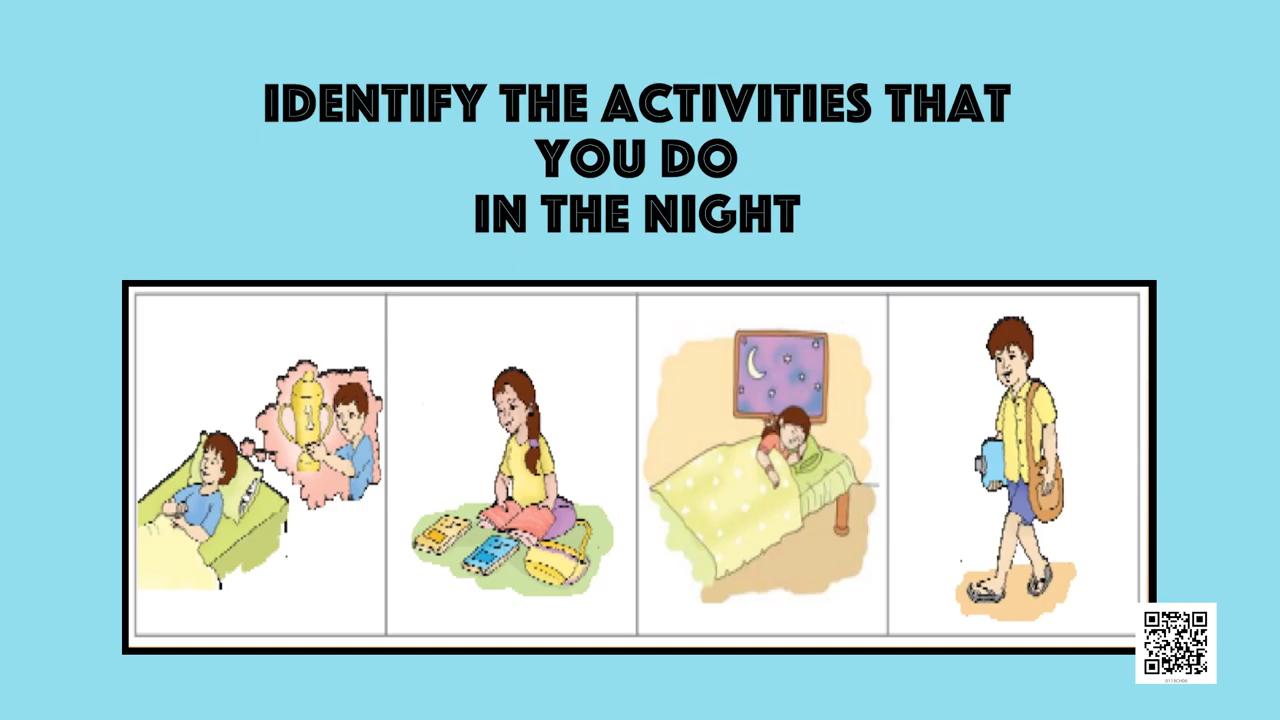 IDENTIFY THE ACTIVITIES THAT
YOU DO
IN THE NIGHT